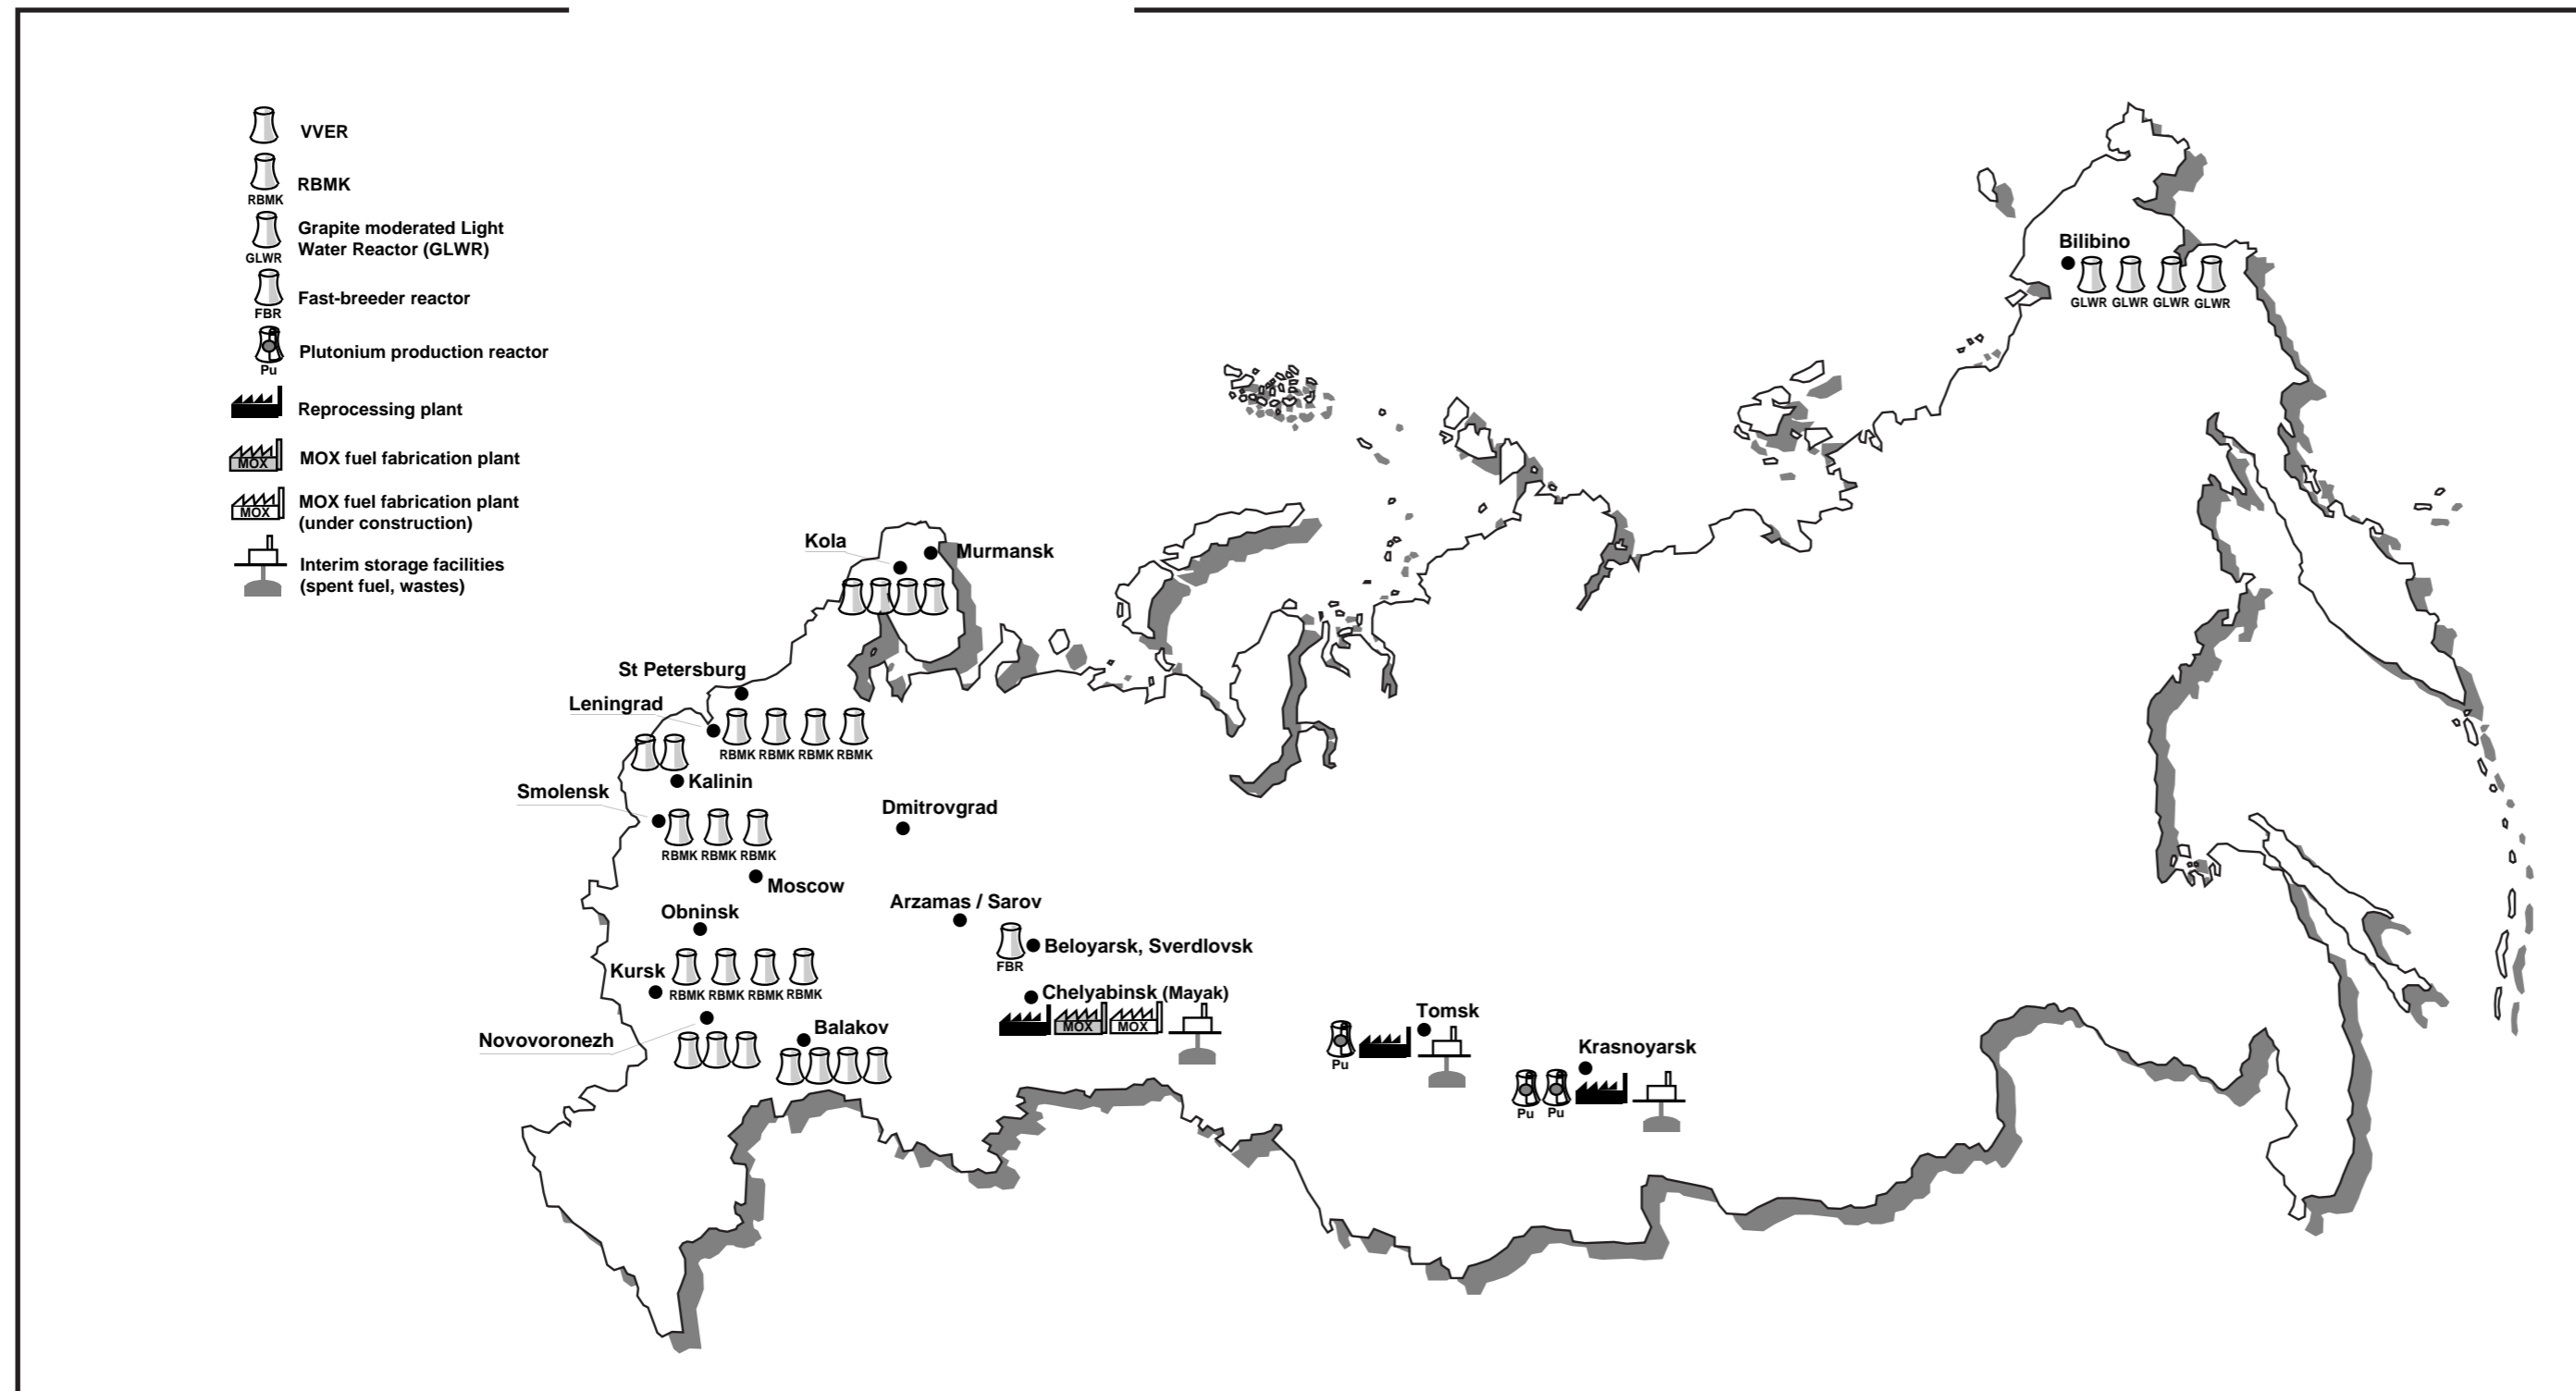 VVER
RBMK
RBMK
Grapite moderated Light
Water Reactor (GLWR)
GLWR
Fast-breeder reactor
FBR
Plutonium production reactor
Pu
Reprocessing plant
MOX
MOX fuel fabrication plant
MOX
MOX fuel fabrication plant
(under construction)
Interim storage facilities
(spent fuel, wastes)
Bilibino
GLWR GLWR GLWR GLWR
Kola
Murmansk
St Petersburg
Leningrad
RBMK RBMK RBMK RBMK
Kalinin
Smolensk
RBMK RBMK RBMK
Dmitrovgrad
Moscow
Arzamas / Sarov
Obninsk
Beloyarsk, Sverdlovsk
FBR
Kursk
RBMK RBMK RBMK RBMK
Chelyabinsk (Mayak)
MOX MOX
Novovoronezh
Balakov
Tomsk
Pu
Krasnoyarsk
Pu Pu